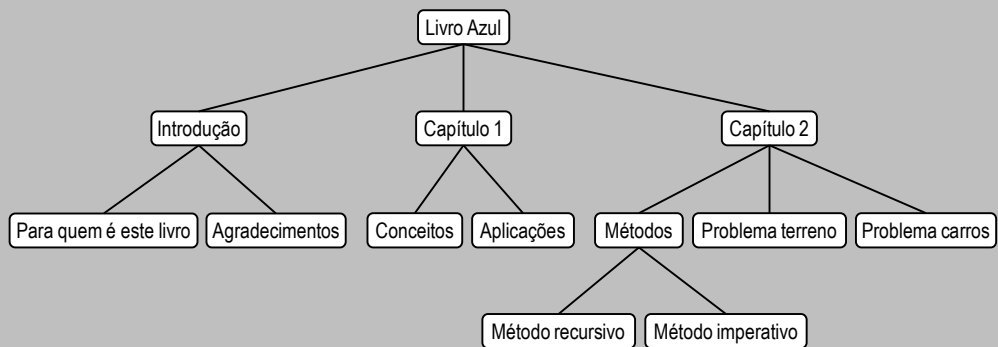 Livro Azul
Introdução
Capítulo 1
Capítulo 2
Para quem é este livro
Agradecimentos
Conceitos
Aplicações
Métodos
Problema terreno
Problema carros
Método recursivo
Método imperativo